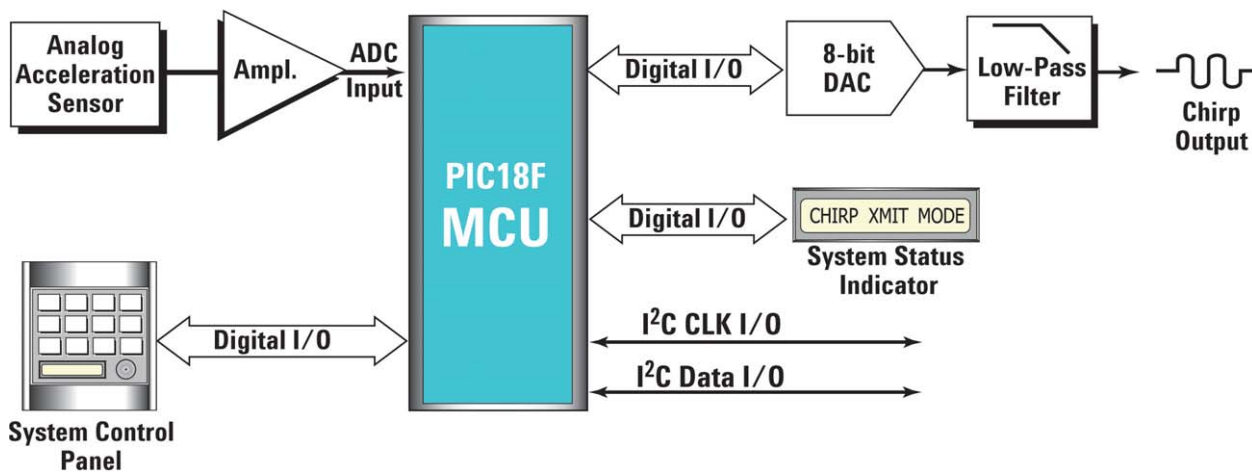 Analog
Acceleration
Sensor
Ampl.
ADC
Input
PIC18F
MCU
Digital I/O
8-bit
DAC
Low-Pass
Filter
Chirp
Output
Digital I/O
CHIRP XMIT MODE
System Status
Indicator
Digital I/O
System Control
Panel
I²C CLK I/O
I²C Data I/O